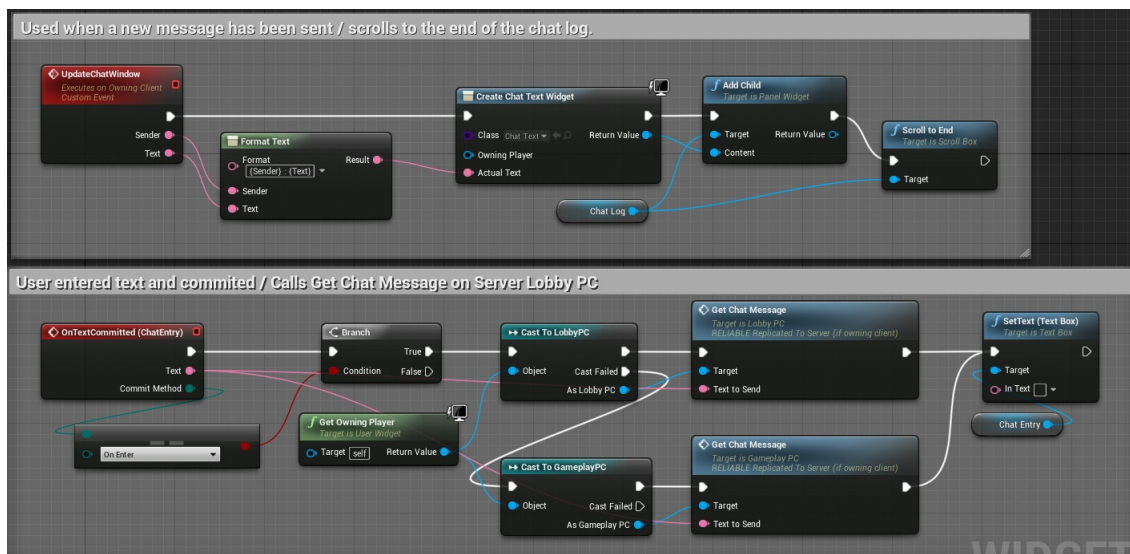 Used when a new message has been sent / scrolls to the end of the chat log.
UpdateChatWindow
Executes on Owning Client
Custom Event
Sender
Text
Format Text
Format
Result
{Sender} : {Text}
Sender
Text
Create Chat Text Widget
Class Chat Text Return Value
Owning Player
Actual Text
Chat Log
f Add Child
Target is Panel Widget
Target Return Value
Content
f Scroll to End
Target is Scroll Box
Target
User entered text and commited / Calls Get Chat Message on Server Lobby PC
OnTextCommitted (ChatEntry)
Text
Commit Method
On Enter
Branch
True
Condition False
f Get Owning Player
Target is User Widget
Target self Return Value
Cast To LobbyPC
Object Cast Failed
As Lobby PC
Cast To GameplayPC
Object Cast Failed
As Gameplay PC
Get Chat Message
Target is Lobby PC
RELIABLE Replicated To Server (if owning client)
Target
Text to Send
Get Chat Message
Target is Gameplay PC
RELIABLE Replicated To Server (if owning client)
Target
Text to Send
f SetText (Text Box)
Target is Text Box
Target
In Text
Chat Entry
WIDGET